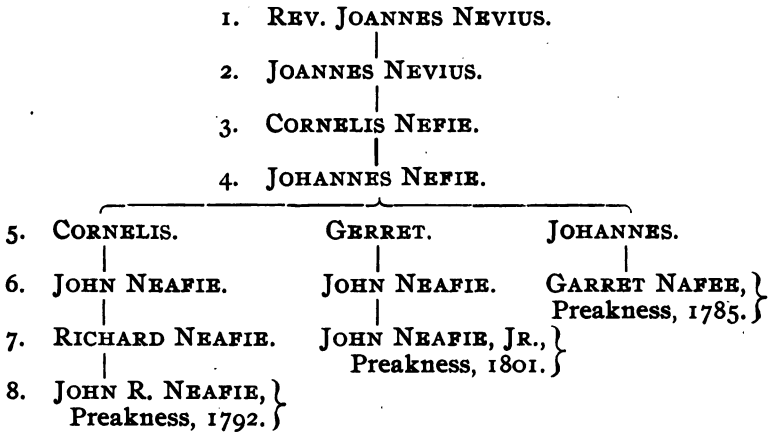 1. REV. JOANNES NEVIUS.
2. JOANNES NEVIUS.
3. CORNELIS NEFIE.
4. JOHANNES NEFIE.
5. CORNELIS. GERRET. JOHANNES.
6. JOHN NEAFIE. JOHN NEAFIE. GARRET NAFEE,
Preakness, 1785.
7. RICHARD NEAFIE. JOHN NEAFIE, JR.,
Preakness, 1801.
8. JOHN R. NEAFIE,
Preakness, 1792.